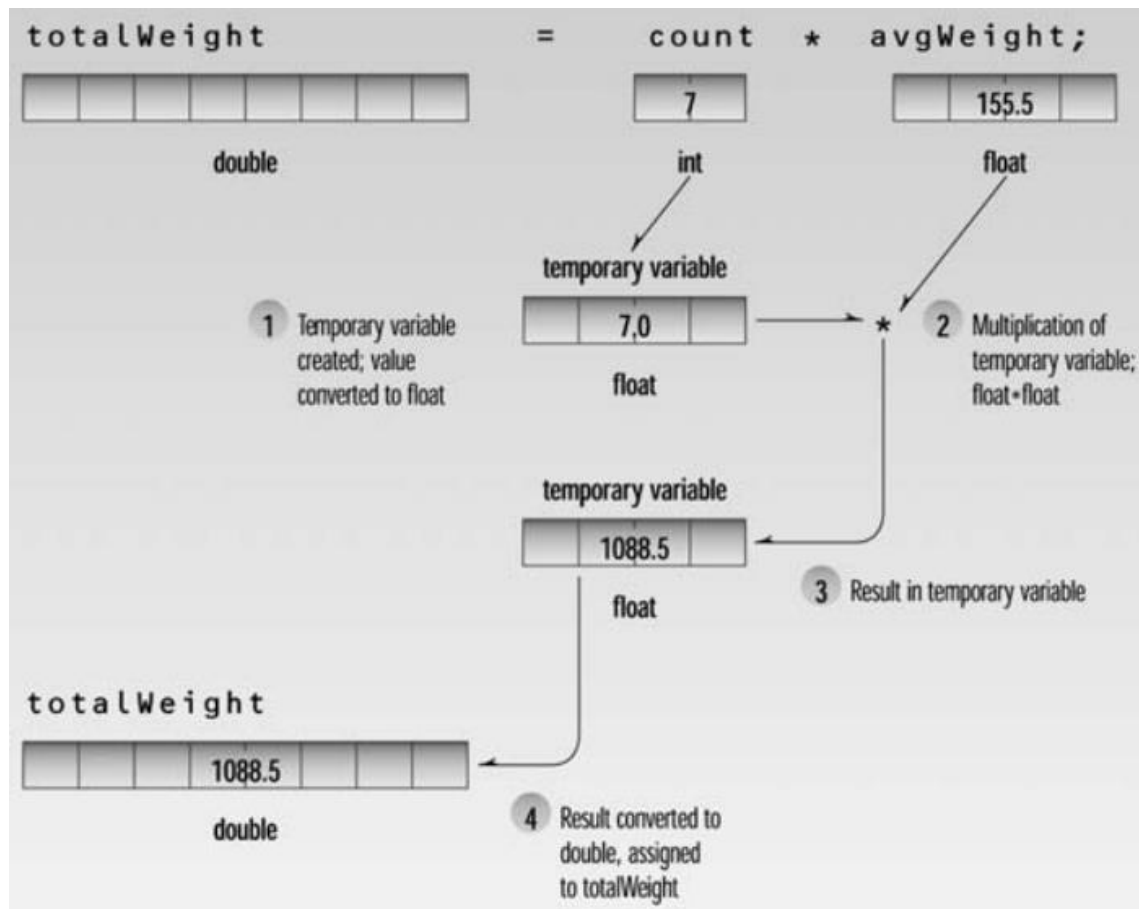 totalWeight = count * avgWeight;
7 155.5
double int float
temporary variable
1 Temporary variable
created; value
converted to float
7.0
float
*
2 Multiplication of
temporary variable;
float*float
temporary variable
1088.5
float
3 Result in temporary variable
totalWeight
1088.5
double
4 Result converted to
double, assigned
to totalWeight